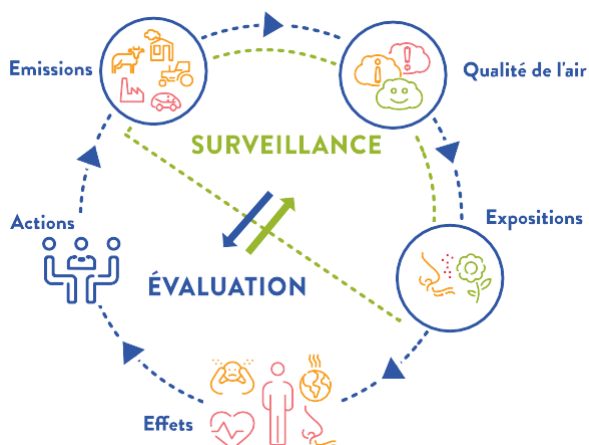 Emissions
Qualité de l'air
SURVEILLANCE
Actions
Expositions
ÉVALUATION
Effets